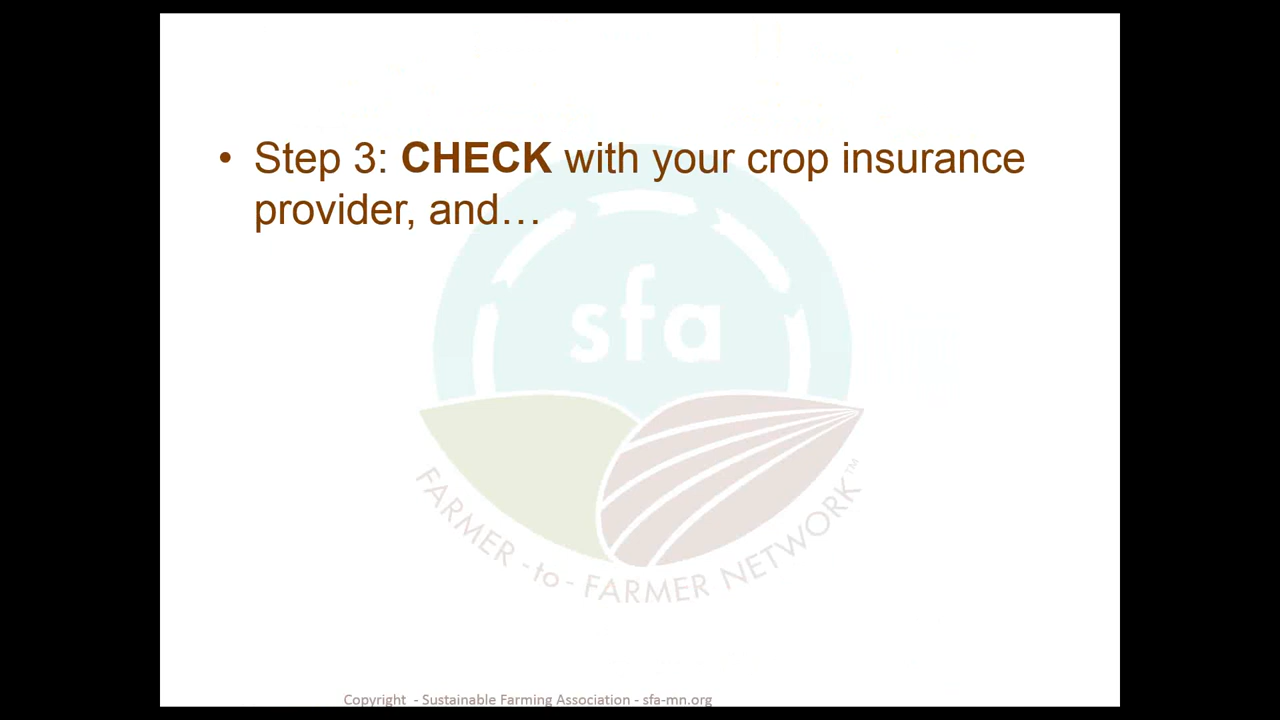 • Step 3: CHECK with your crop insurance
provider, and…
sfa
FARMER -to- FARMER NETWORK™
Copyright - Sustainable Farming Association - sfa-mn.org